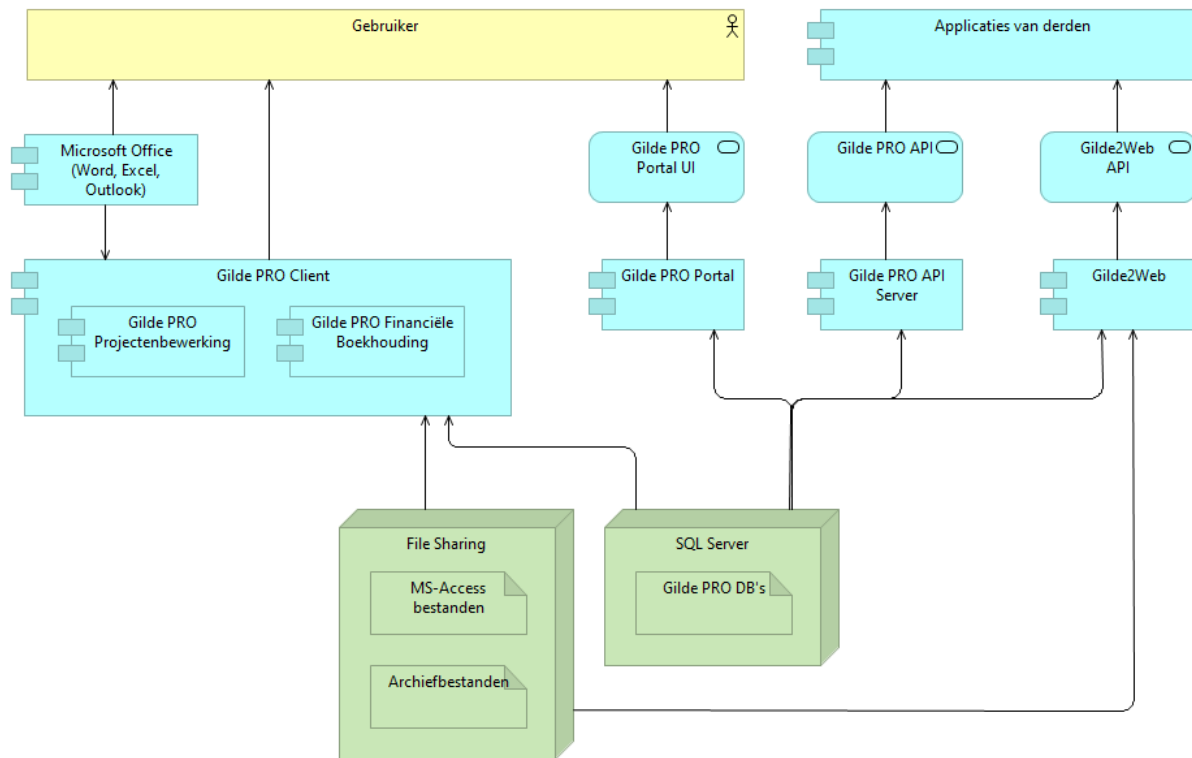 Gebruiker
Applicaties van derden
Microsoft Office
(Word, Excel,
Outlook)
Gilde PRO
Portal UI
Gilde PRO API
Gilde2Web
API
Gilde PRO Client
Gilde PRO
Projectenbewerking
Gilde PRO Financiële
Boekhouding
Gilde PRO Portal
Gilde PRO API
Server
Gilde2Web
File Sharing
MS-Access
bestanden
Archiefbestanden
SQL Server
Gilde PRO DB's